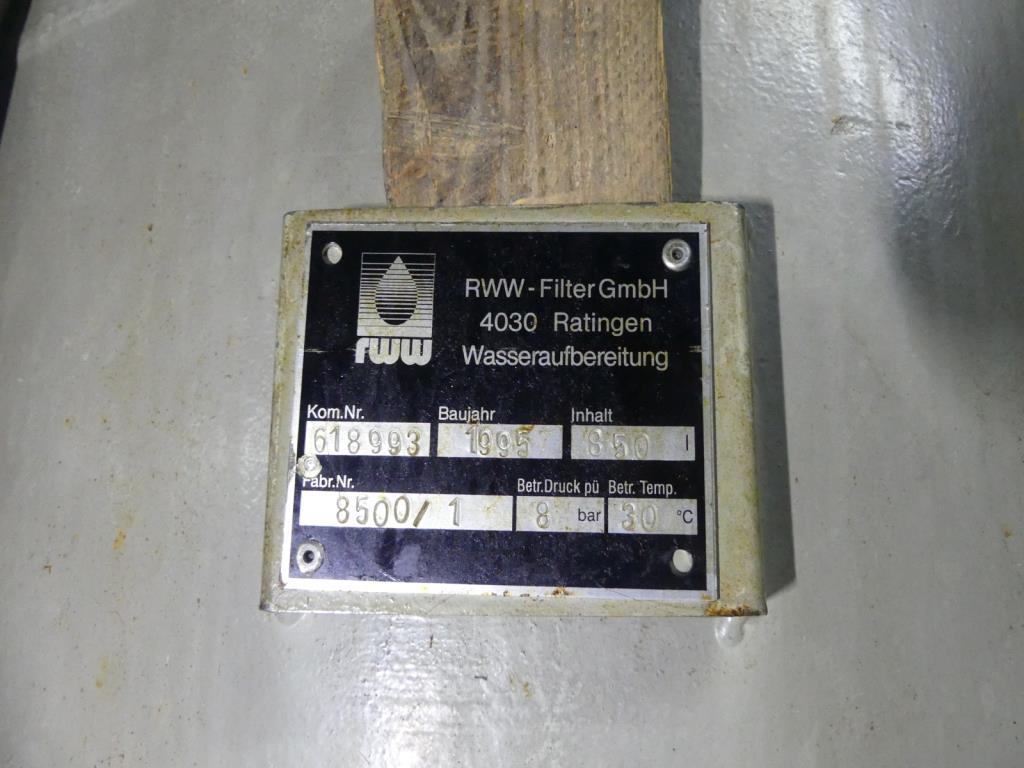 rww
RWW-Filter GmbH
4030 Ratingen
Wasseraufbereitung
Kom.Nr. Baujahr Inhalt
618993 1995 850 l
Fabr.Nr. Betr.Druck pü Betr. Temp.
8500/1 8 bar 30 °C